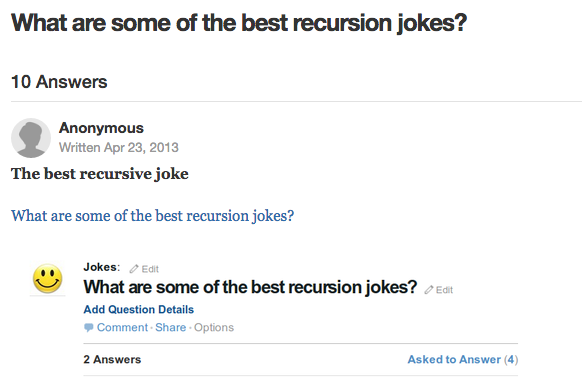 What are some of the best recursion jokes?
10 Answers
Anonymous
Written Apr 23, 2013
The best recursive joke
What are some of the best recursion jokes?
Jokes: Edit
What are some of the best recursion jokes? Edit
Add Question Details
Comment · Share · Options
2 Answers Asked to Answer (4)